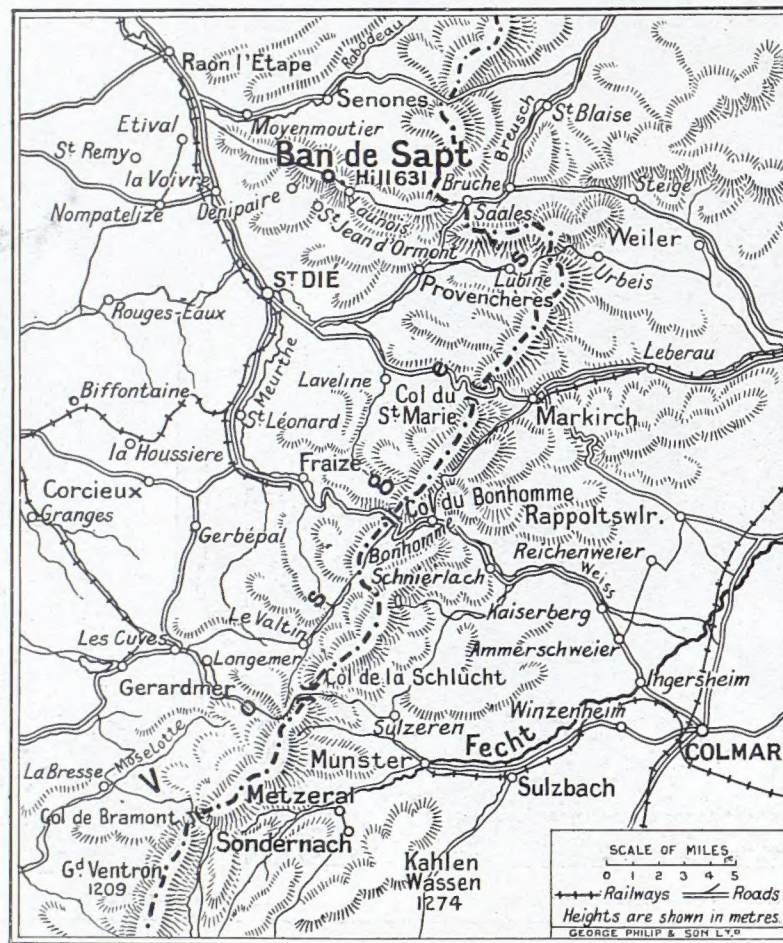 Raon l'Etape
Rabodeau
Senones
Moyenmoutier
Etival
St Remy
la Voivre
Nompatelize
Denipaire
Ban de Sapt
Hill 631
Launois
St Jean d'Ormont
Breusch
St Blaise
Bruche
Saales
Steige
Weiler
Urbeis
Lubine
Provenchères
ST DIÉ
Rouges-Eaux
Meurthe
Laveline
Col du
St Marie
Leberau
Markirch
Biffontaine
St Léonard
la Houssiere
Fraize
Corcieux
Granges
Gerbépal
Col du Bonhomme
Bonhomme
Rappoltswlr.
Reichenweier
Schnierlach
Weiss
Kaiserberg
Ammerschweier
Le Valtin
Les Cuves
Longemer
Gerardmer
Col de la Schlucht
Ihgersheim
Sulzeren
Winzenheim
Fecht
COLMAR
Munster
Sulzbach
Moselotte
La Bresse
V o s g e s
Metzeral
Col de Bramont
Sondernach
Gd Ventron
1209
Kahlen
Wassen
1274
SCALE OF MILES
0 1 2 3 4 5
Railways Roads
Heights are shown in metres.
GEORGE PHILIP & SON LTD